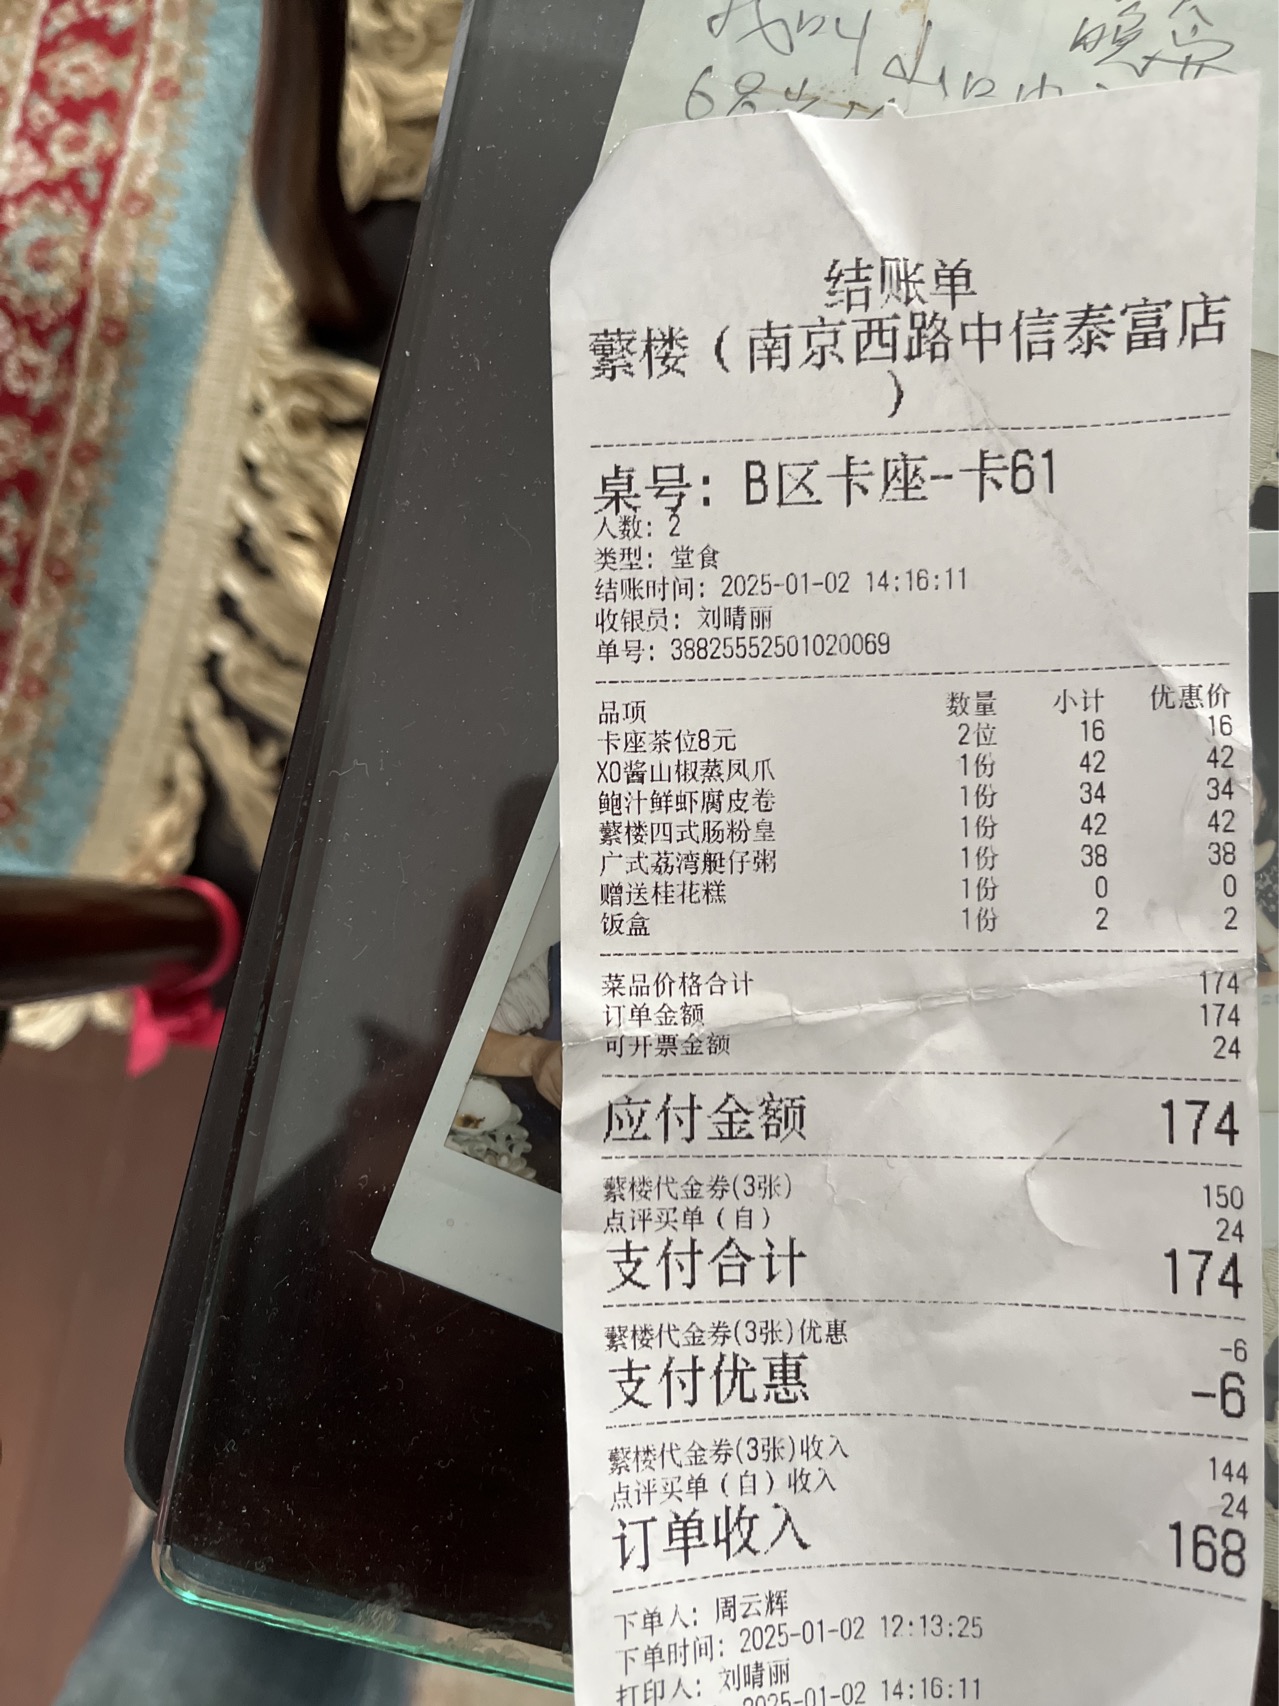 我叫
晚
68岁
结账单
蘩楼（南京西路中信泰富店
）
桌号：B区卡座-卡61
人数：2
类型：堂食
结账时间：2025-01-02 14:16:11
收银员：刘晴丽
单号：38825552501020069
品项 数量 小计 优惠价
卡座茶位8元 2位 16 16
XO酱山椒蒸凤爪 1份 42 42
鲍汁鲜虾腐皮卷 1份 34 34
蘩楼四式肠粉皇 1份 42 42
广式荔湾艇仔粥 1份 38 38
赠送桂花糕 1份 0 0
饭盒 1份 2 2
菜品价格合计 174
订单金额 174
可开票金额 24
应付金额 174
蘩楼代金券(3张) 150
点评买单（自） 24
支付合计 174
蘩楼代金券(3张)优惠 -6
支付优惠 -6
蘩楼代金券(3张)收入 144
点评买单（自）收入 24
订单收入 168
下单人：周云辉
下单时间：2025-01-02 12:13:25
打印人：刘晴丽
2025-01-02 14:16:11